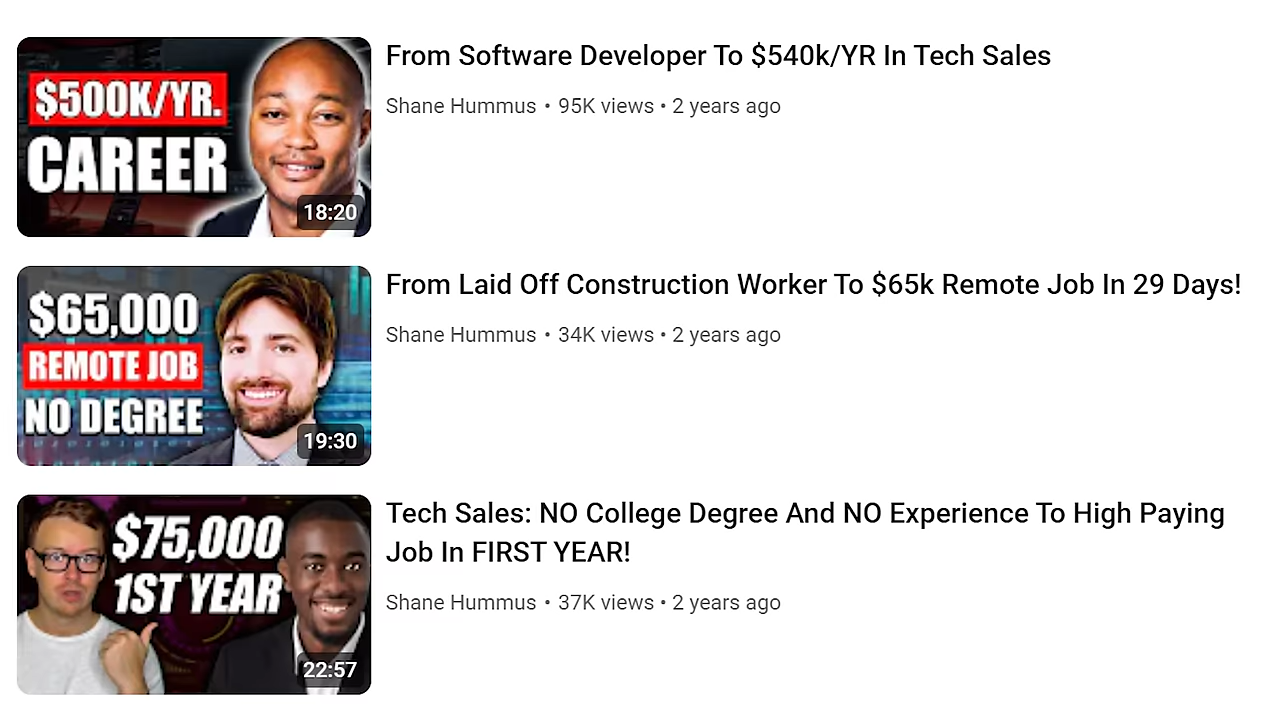 $500K/YR.
CAREER
18:20
From Software Developer To $540k/YR In Tech Sales
Shane Hummus • 95K views • 2 years ago
$65,000
REMOTE JOB
NO DEGREE
19:30
From Laid Off Construction Worker To $65k Remote Job In 29 Days!
Shane Hummus • 34K views • 2 years ago
$75,000
1ST YEAR
22:57
Tech Sales: NO College Degree And NO Experience To High Paying
Job In FIRST YEAR!
Shane Hummus • 37K views • 2 years ago